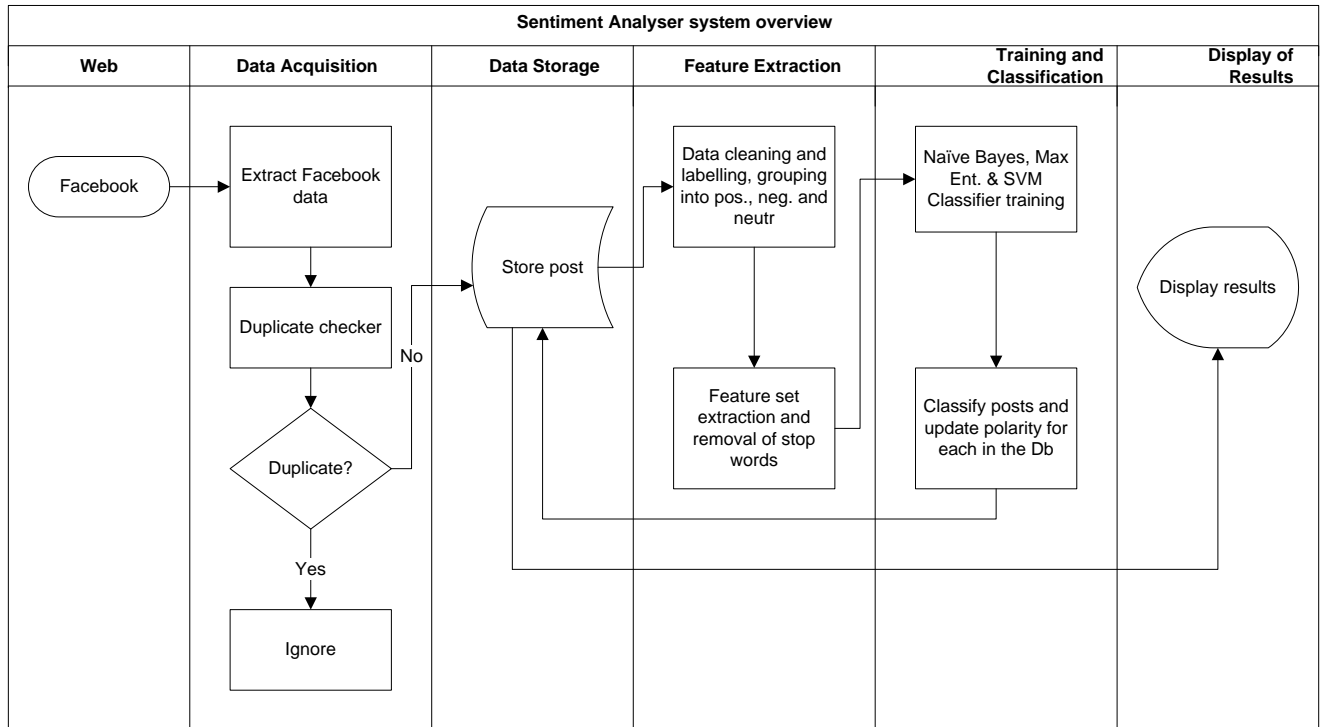 Sentiment Analyser system overview
Web
Data Acquisition
Data Storage
Feature Extraction
Training and
Classification
Display of
Results
Facebook
Extract Facebook
data
Duplicate checker
No
Duplicate?
Yes
Ignore
Store post
Data cleaning and
labelling, grouping
into pos., neg. and
neutr
Feature set
extraction and
removal of stop
words
Naïve Bayes, Max
Ent. & SVM
Classifier training
Classify posts and
update polarity for
each in the Db
Display results